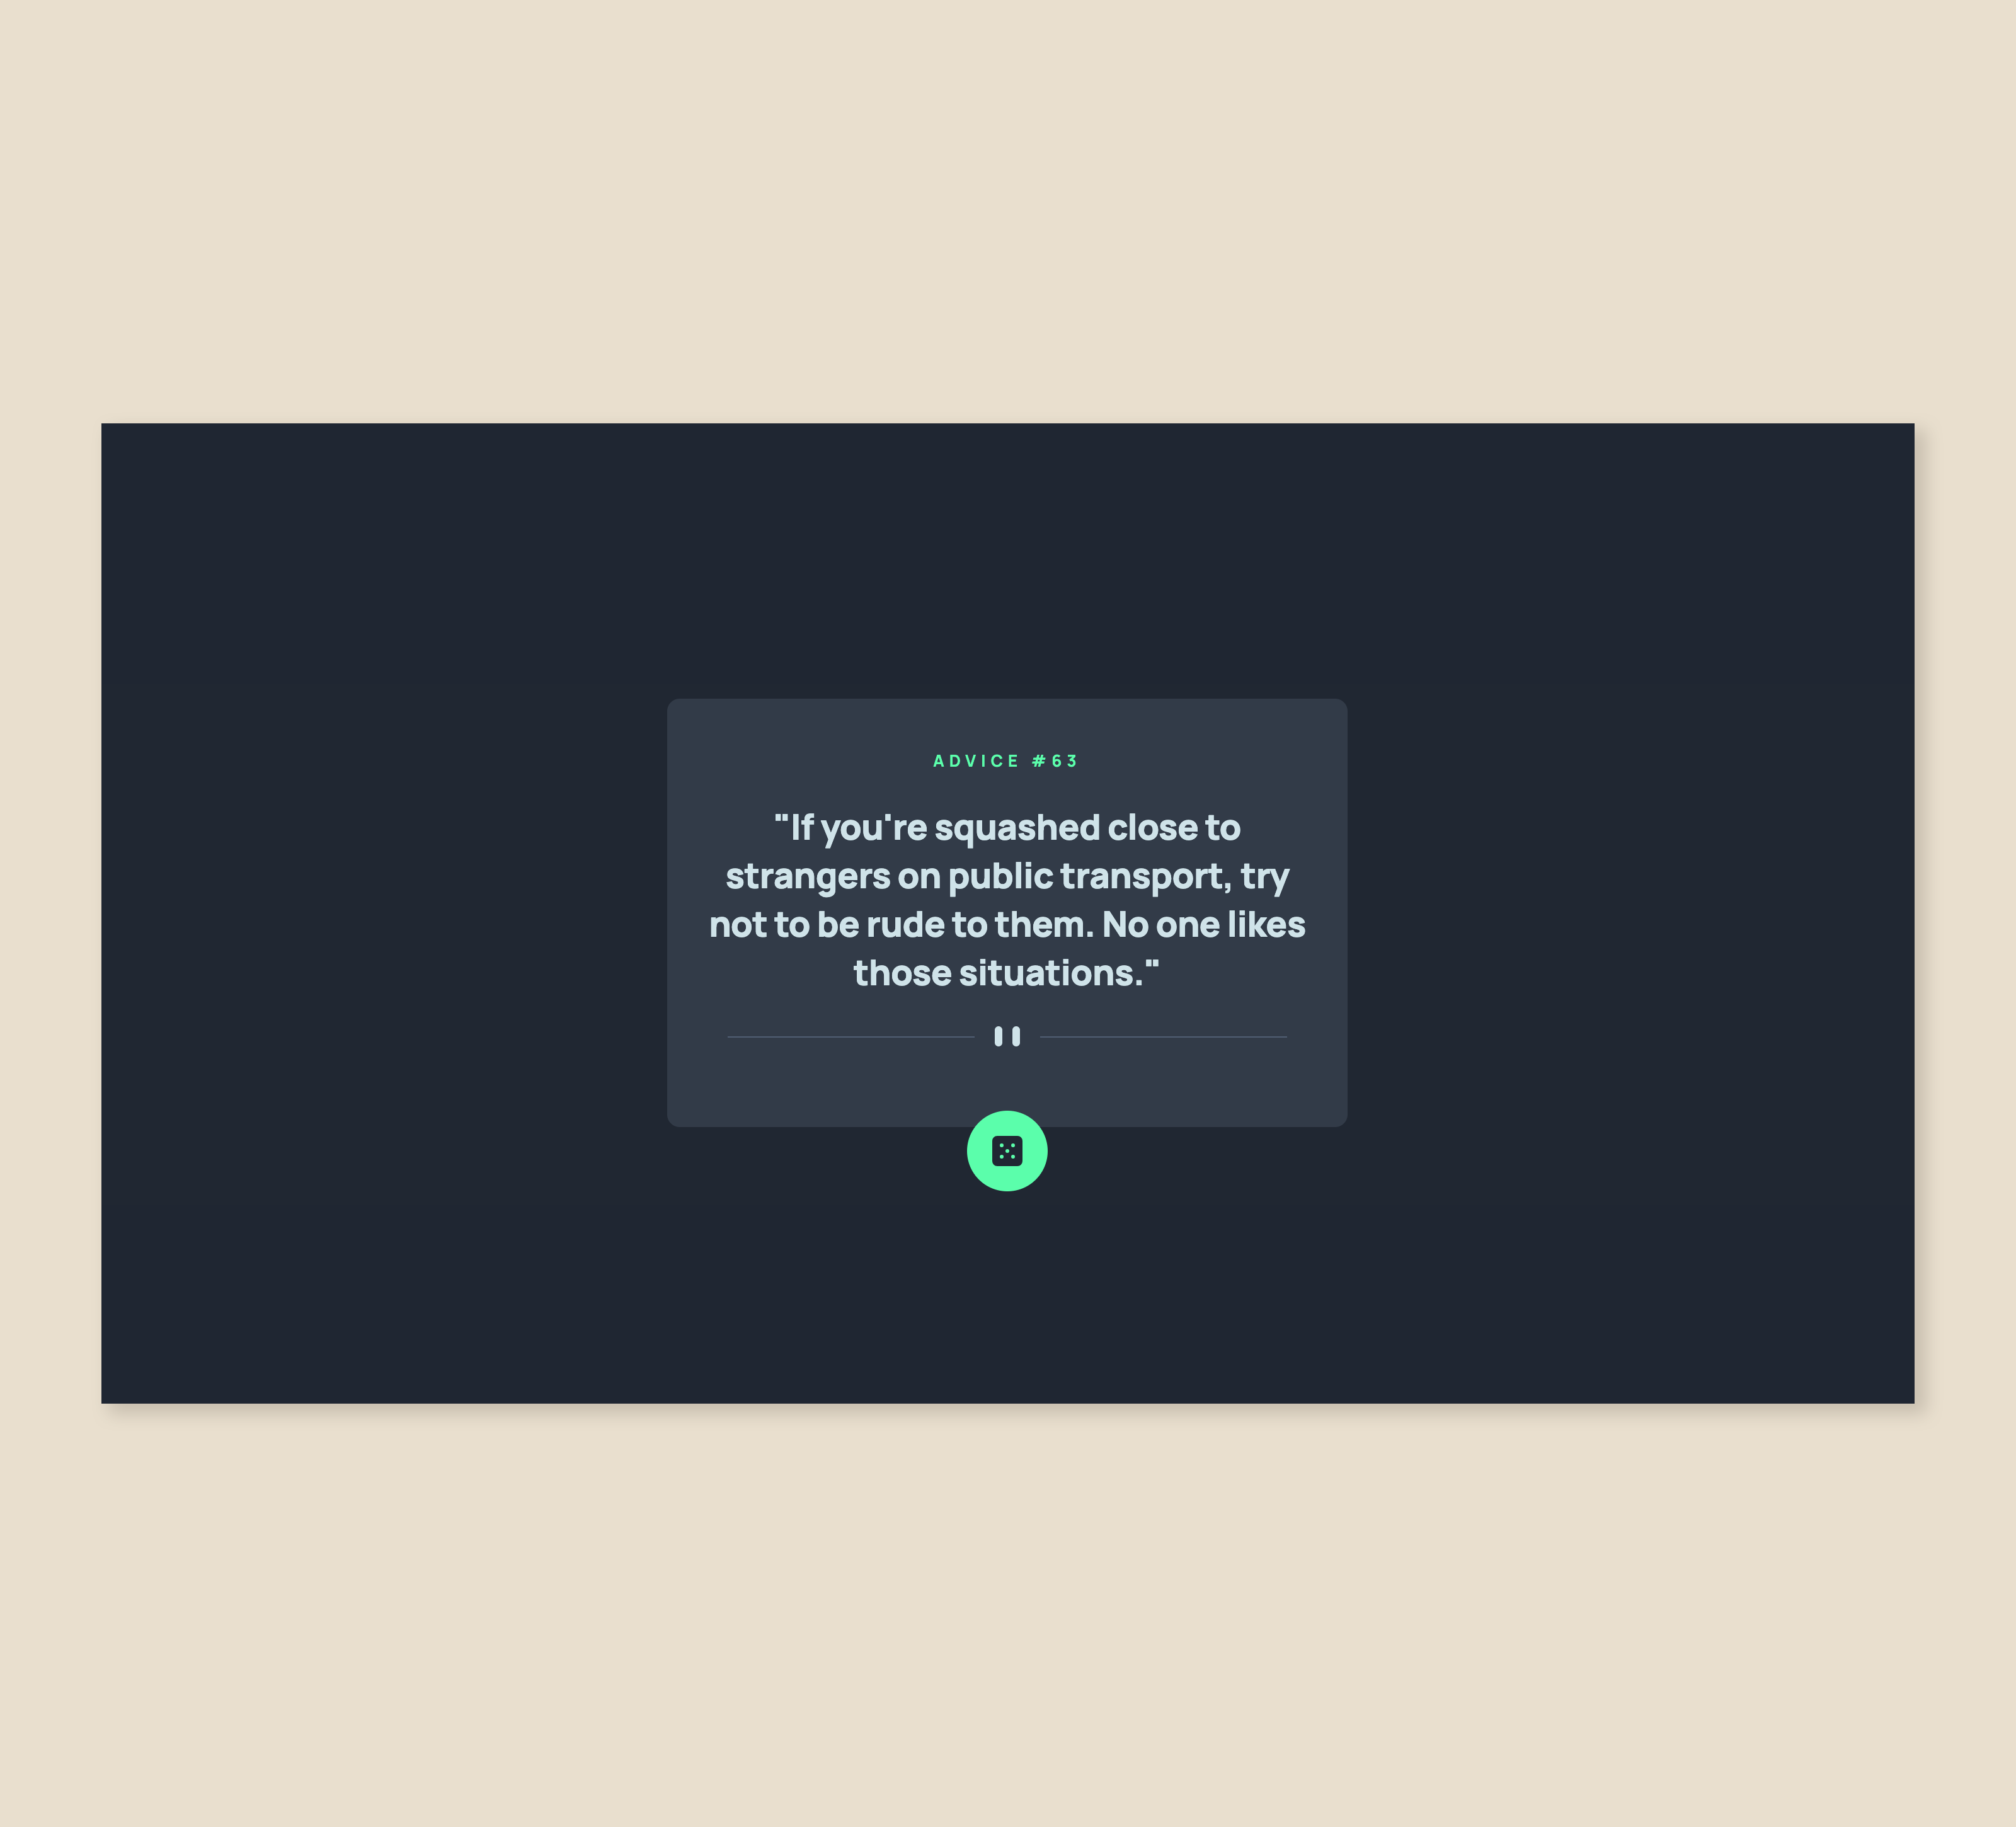 ADVICE #63
"If you're squashed close to
strangers on public transport, try
not to be rude to them. No one likes
those situations."